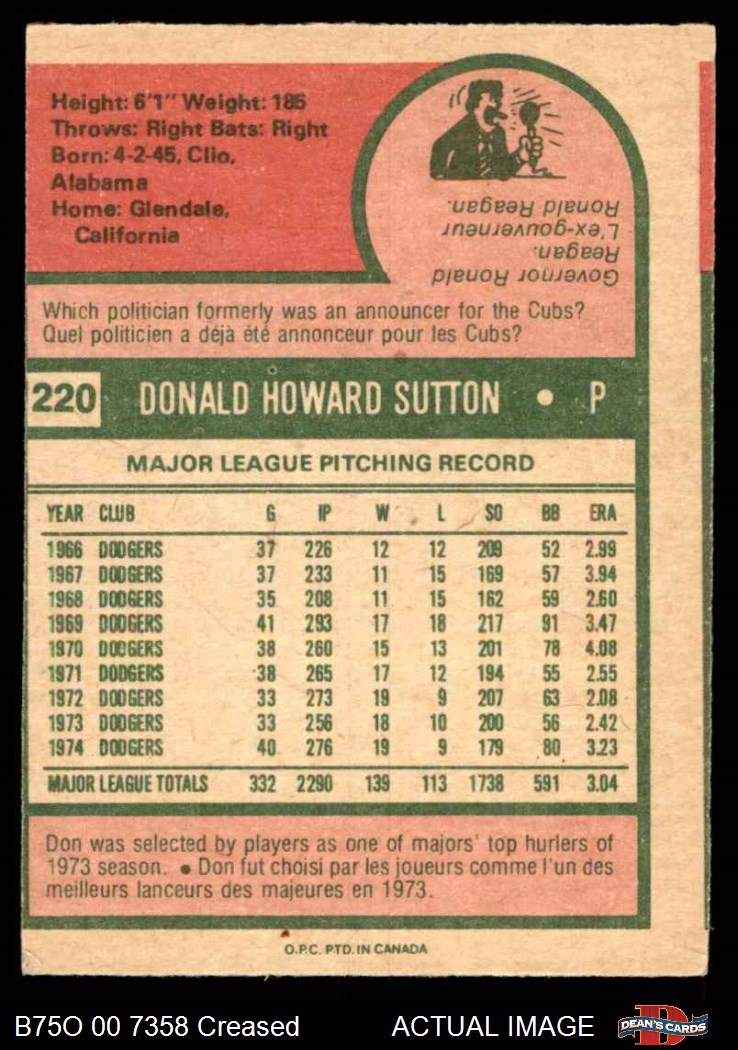 Height: 6'1" Weight: 185
Throws: Right Bats: Right
Born: 4-2-45, Clio,
Alabama
Home: Glendale,
California
Governor Ronald
Reagan.
L'ex-gouverneur
Ronald Reagan.
Which politician formerly was an announcer for the Cubs?
Quel politicien a déjà été annonceur pour les Cubs?
220 DONALD HOWARD SUTTON • P
MAJOR LEAGUE PITCHING RECORD
YEAR CLUB G IP W L SO BB ERA
1966 DODGERS 37 226 12 12 209 52 2.99
1967 DODGERS 37 233 11 15 169 57 3.94
1968 DODGERS 35 208 11 15 162 59 2.60
1969 DODGERS 41 293 17 18 217 91 3.47
1970 DODGERS 38 260 15 13 201 78 4.08
1971 DODGERS 38 265 17 12 194 55 2.55
1972 DODGERS 33 273 19 9 207 63 2.08
1973 DODGERS 33 256 18 10 200 56 2.42
1974 DODGERS 40 276 19 9 179 80 3.23
MAJOR LEAGUE TOTALS 332 2290 139 113 1738 591 3.04
Don was selected by players as one of majors' top hurlers of
1973 season. • Don fut choisi par les joueurs comme l'un des
meilleurs lanceurs des majeures en 1973.
O.P.C. PTD. IN CANADA
B75O 00 7358 Creased ACTUAL IMAGE DEAN'S CARDS